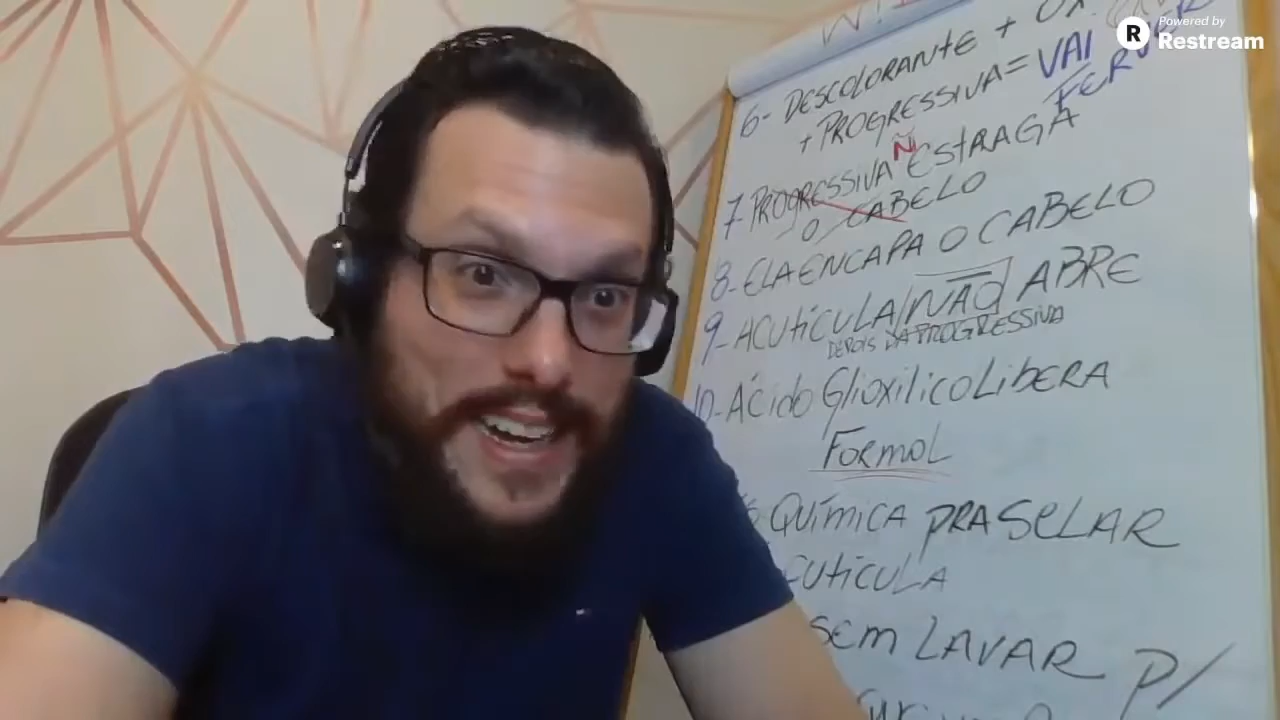 Powered by
Restream
6- DESCOLORANTE + OX.
+ PROGRESSIVA = VAI
FERVER
7- PROGRESSIVA Ñ ESTRAGA
O CABELO
8- ELA ENCAPA O CABELO
9- A CUTÍCULA NÃO ABRE
DEPOIS DA PROGRESSIVA
10- ÁCIDO GLIOXILICO LIBERA
FORMOL
QUÍMICA PRA SELAR
CUTÍCULA
SEM LAVAR P/